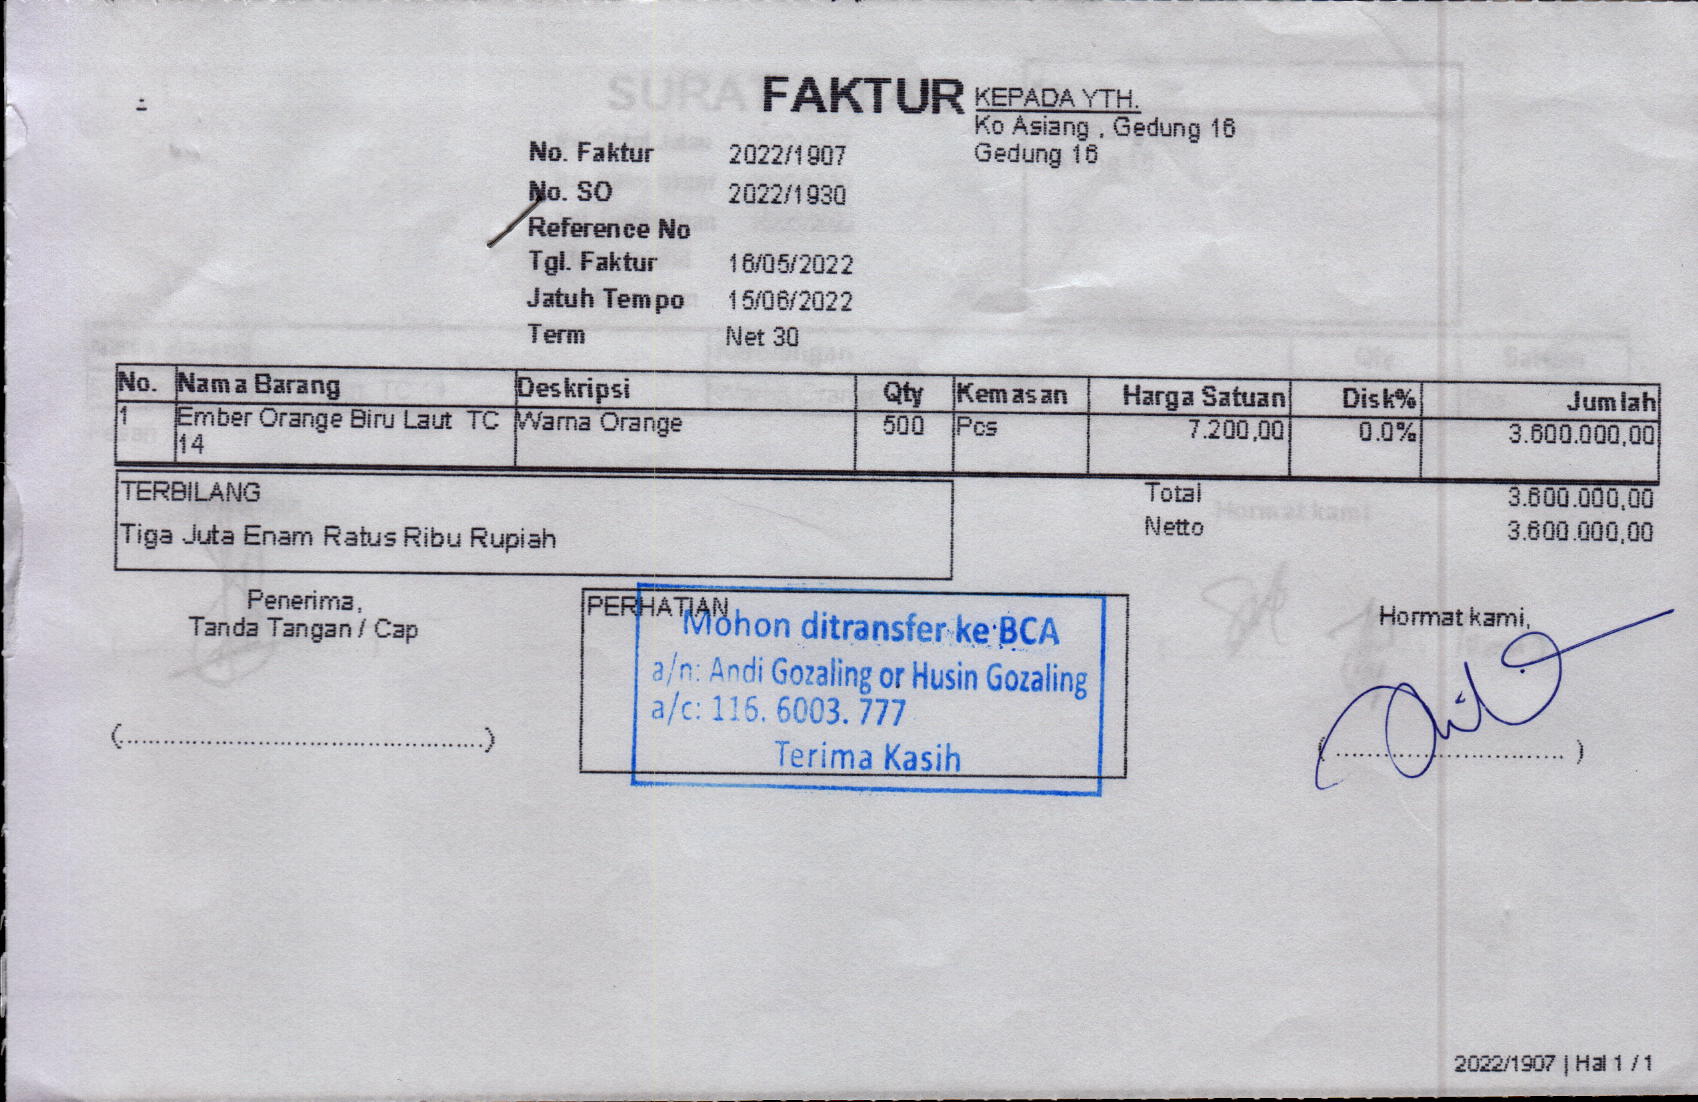 FAKTUR
KEPADA YTH.
Ko Asiang , Gedung 16
Gedung 16
No. Faktur 2022/1907
No. SO 2022/1930
Reference No
Tgl. Faktur 16/05/2022
Jatuh Tempo 15/06/2022
Term Net 30
No. Nama Barang Deskripsi Qty Kemasan Harga Satuan Disk% Jumlah
1 Ember Orange Biru Laut TC Warna Orange 500 Pcs 7.200,00 0.0% 3.600.000,00
14
TERBILANG
Tiga Juta Enam Ratus Ribu Rupiah
Total 3.600.000,00
Netto 3.600.000,00
Penerima,
Tanda Tangan / Cap
(............................................)
PERHATIAN
Mohon ditransfer ke BCA
a/n: Andi Gozaling or Husin Gozaling
a/c: 116. 6003. 777
Terima Kasih
Hormat kami,
( ............................ )
2022/1907 | Hal 1 / 1